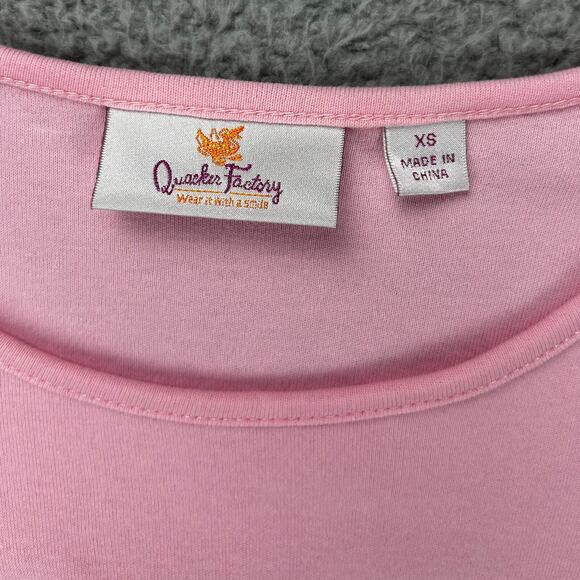 Quacker Factory
Wear it with a smile
XS
MADE IN
CHINA